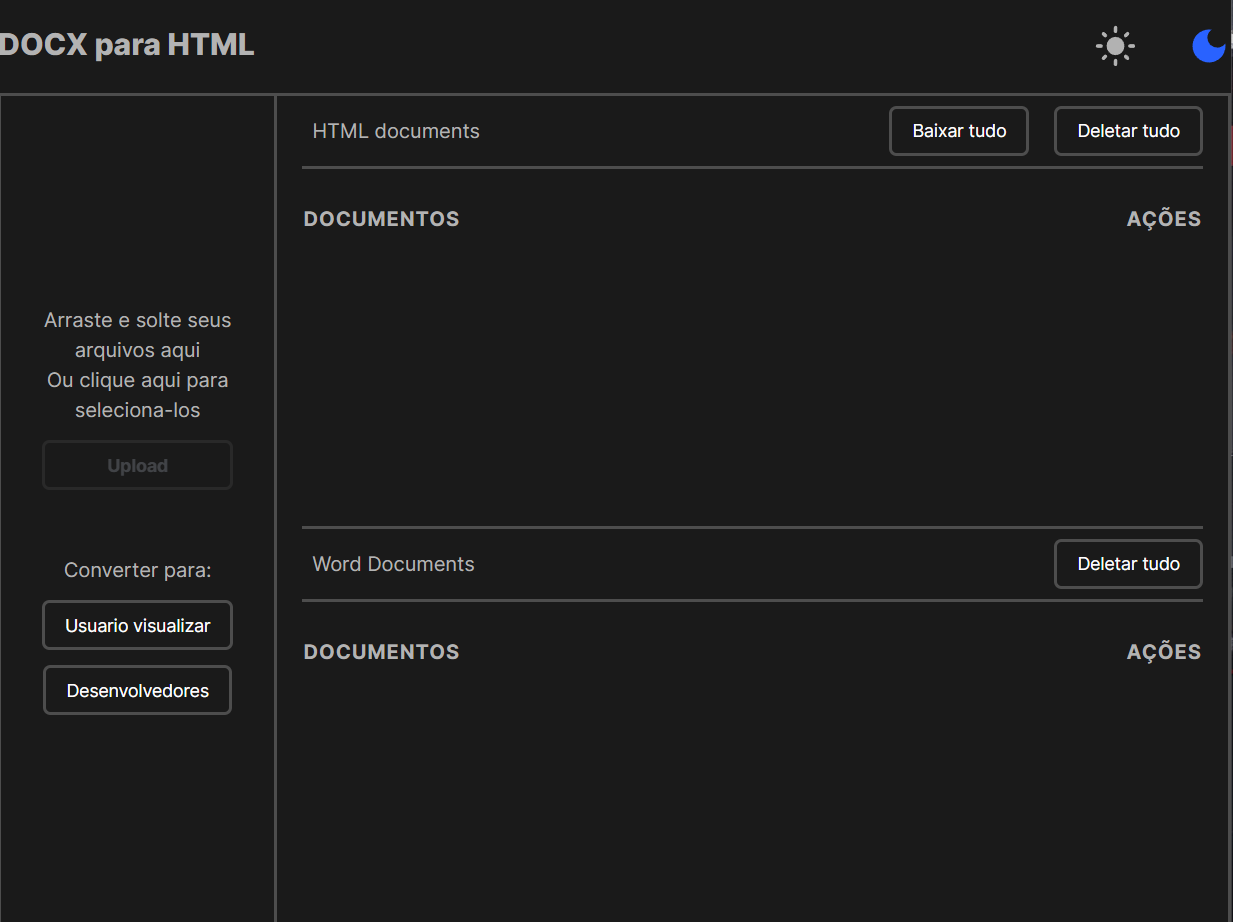 DOCX para HTML
HTML documents
Baixar tudo
Deletar tudo
DOCUMENTOS
AÇÕES
Arraste e solte seus
arquivos aqui
Ou clique aqui para
seleciona-los
Upload
Converter para:
Usuario visualizar
Desenvolvedores
Word Documents
Deletar tudo
DOCUMENTOS
AÇÕES